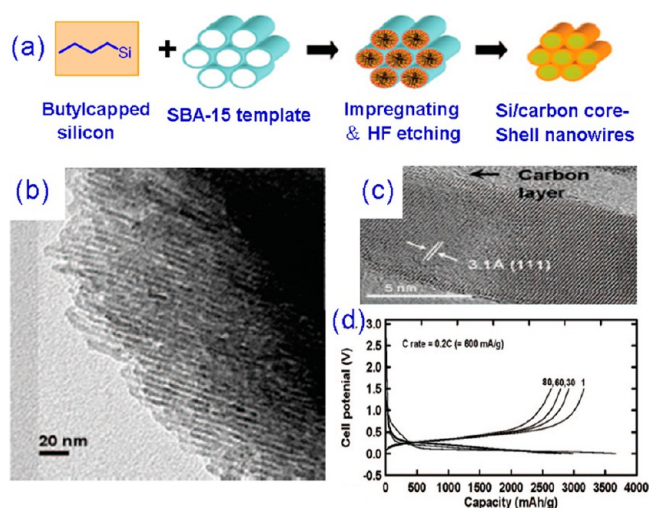 (a)
Si
+
Butylcapped
silicon
SBA-15 template
Impregnating
& HF etching
Si/carbon core-
Shell nanowires
(b)
20 nm
(c)
Carbon
layer
3.1Å (111)
5 nm
(d)
C rate = 0.2C (= 600 mA/g)
80,60,30 1
Cell potenial (V)
3.0
2.5
2.0
1.5
1.0
0.5
0.0
-0.5
0 500 1000 1500 2000 2500 3000 3500 4000
Capacity (mAh/g)